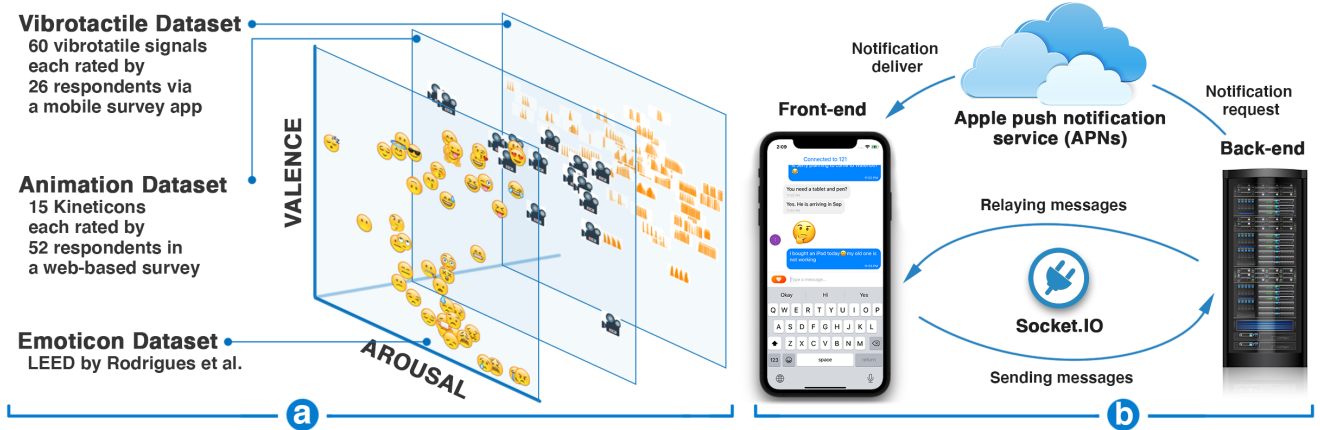 Vibrotactile Dataset
60 vibrotatile signals
each rated by
26 respondents via
a mobile survey app
Animation Dataset
15 Kineticons
each rated by
52 respondents in
a web-based survey
Emoticon Dataset
LEED by Rodrigues et al.
VALENCE
AROUSAL
a
Notification
deliver
Apple push notification
service (APNs)
Notification
request
Front-end
Back-end
2:09
Connected to 121
You need a tablet and pen?
Yes. He is arriving in Sep
I bought an iPad today my old one is
not working
Type a message...
Okay
Hi
Yes
Q W E R T Y U I O P
A S D F G H J K L
Z X C V B N M
123
space
return
Relaying messages
Socket.IO
Sending messages
b